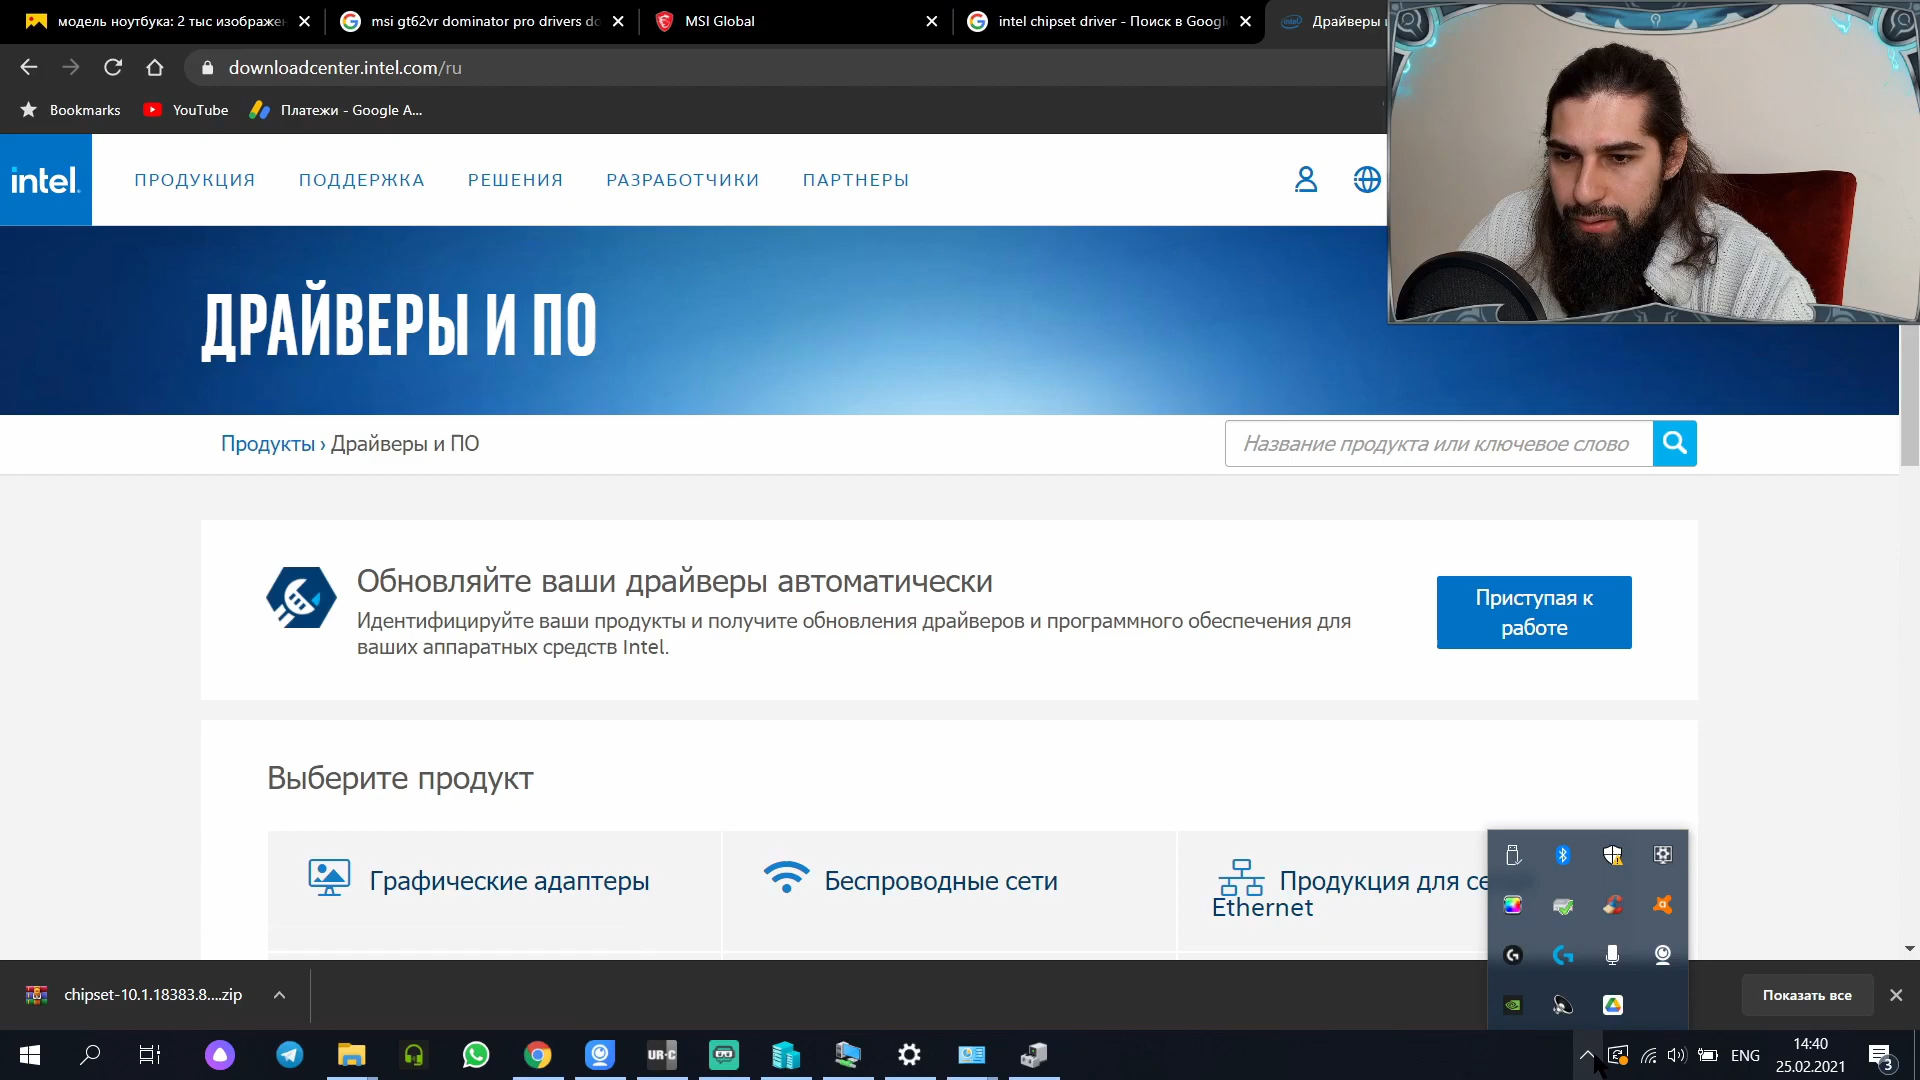 модель ноутбука: 2 тыс изображен
msi gt62vr dominator pro drivers do
MSI Global
intel chipset driver - Поиск в Googl
Драйверы и
downloadcenter.intel.com/ru
Bookmarks
YouTube
Платежи - Google A...
intel.
ПРОДУКЦИЯ
ПОДДЕРЖКА
РЕШЕНИЯ
РАЗРАБОТЧИКИ
ПАРТНЕРЫ
ДРАЙВЕРЫ И ПО
Продукты › Драйверы и ПО
Название продукта или ключевое слово
Обновляйте ваши драйверы автоматически
Идентифицируйте ваши продукты и получите обновления драйверов и программного обеспечения для
ваших аппаратных средств Intel.
Приступая к
работе
Выберите продукт
Графические адаптеры
Беспроводные сети
Продукция для се
Ethernet
chipset-10.1.18383.8....zip
Показать все
UR-C
ENG
14:40
25.02.2021
3